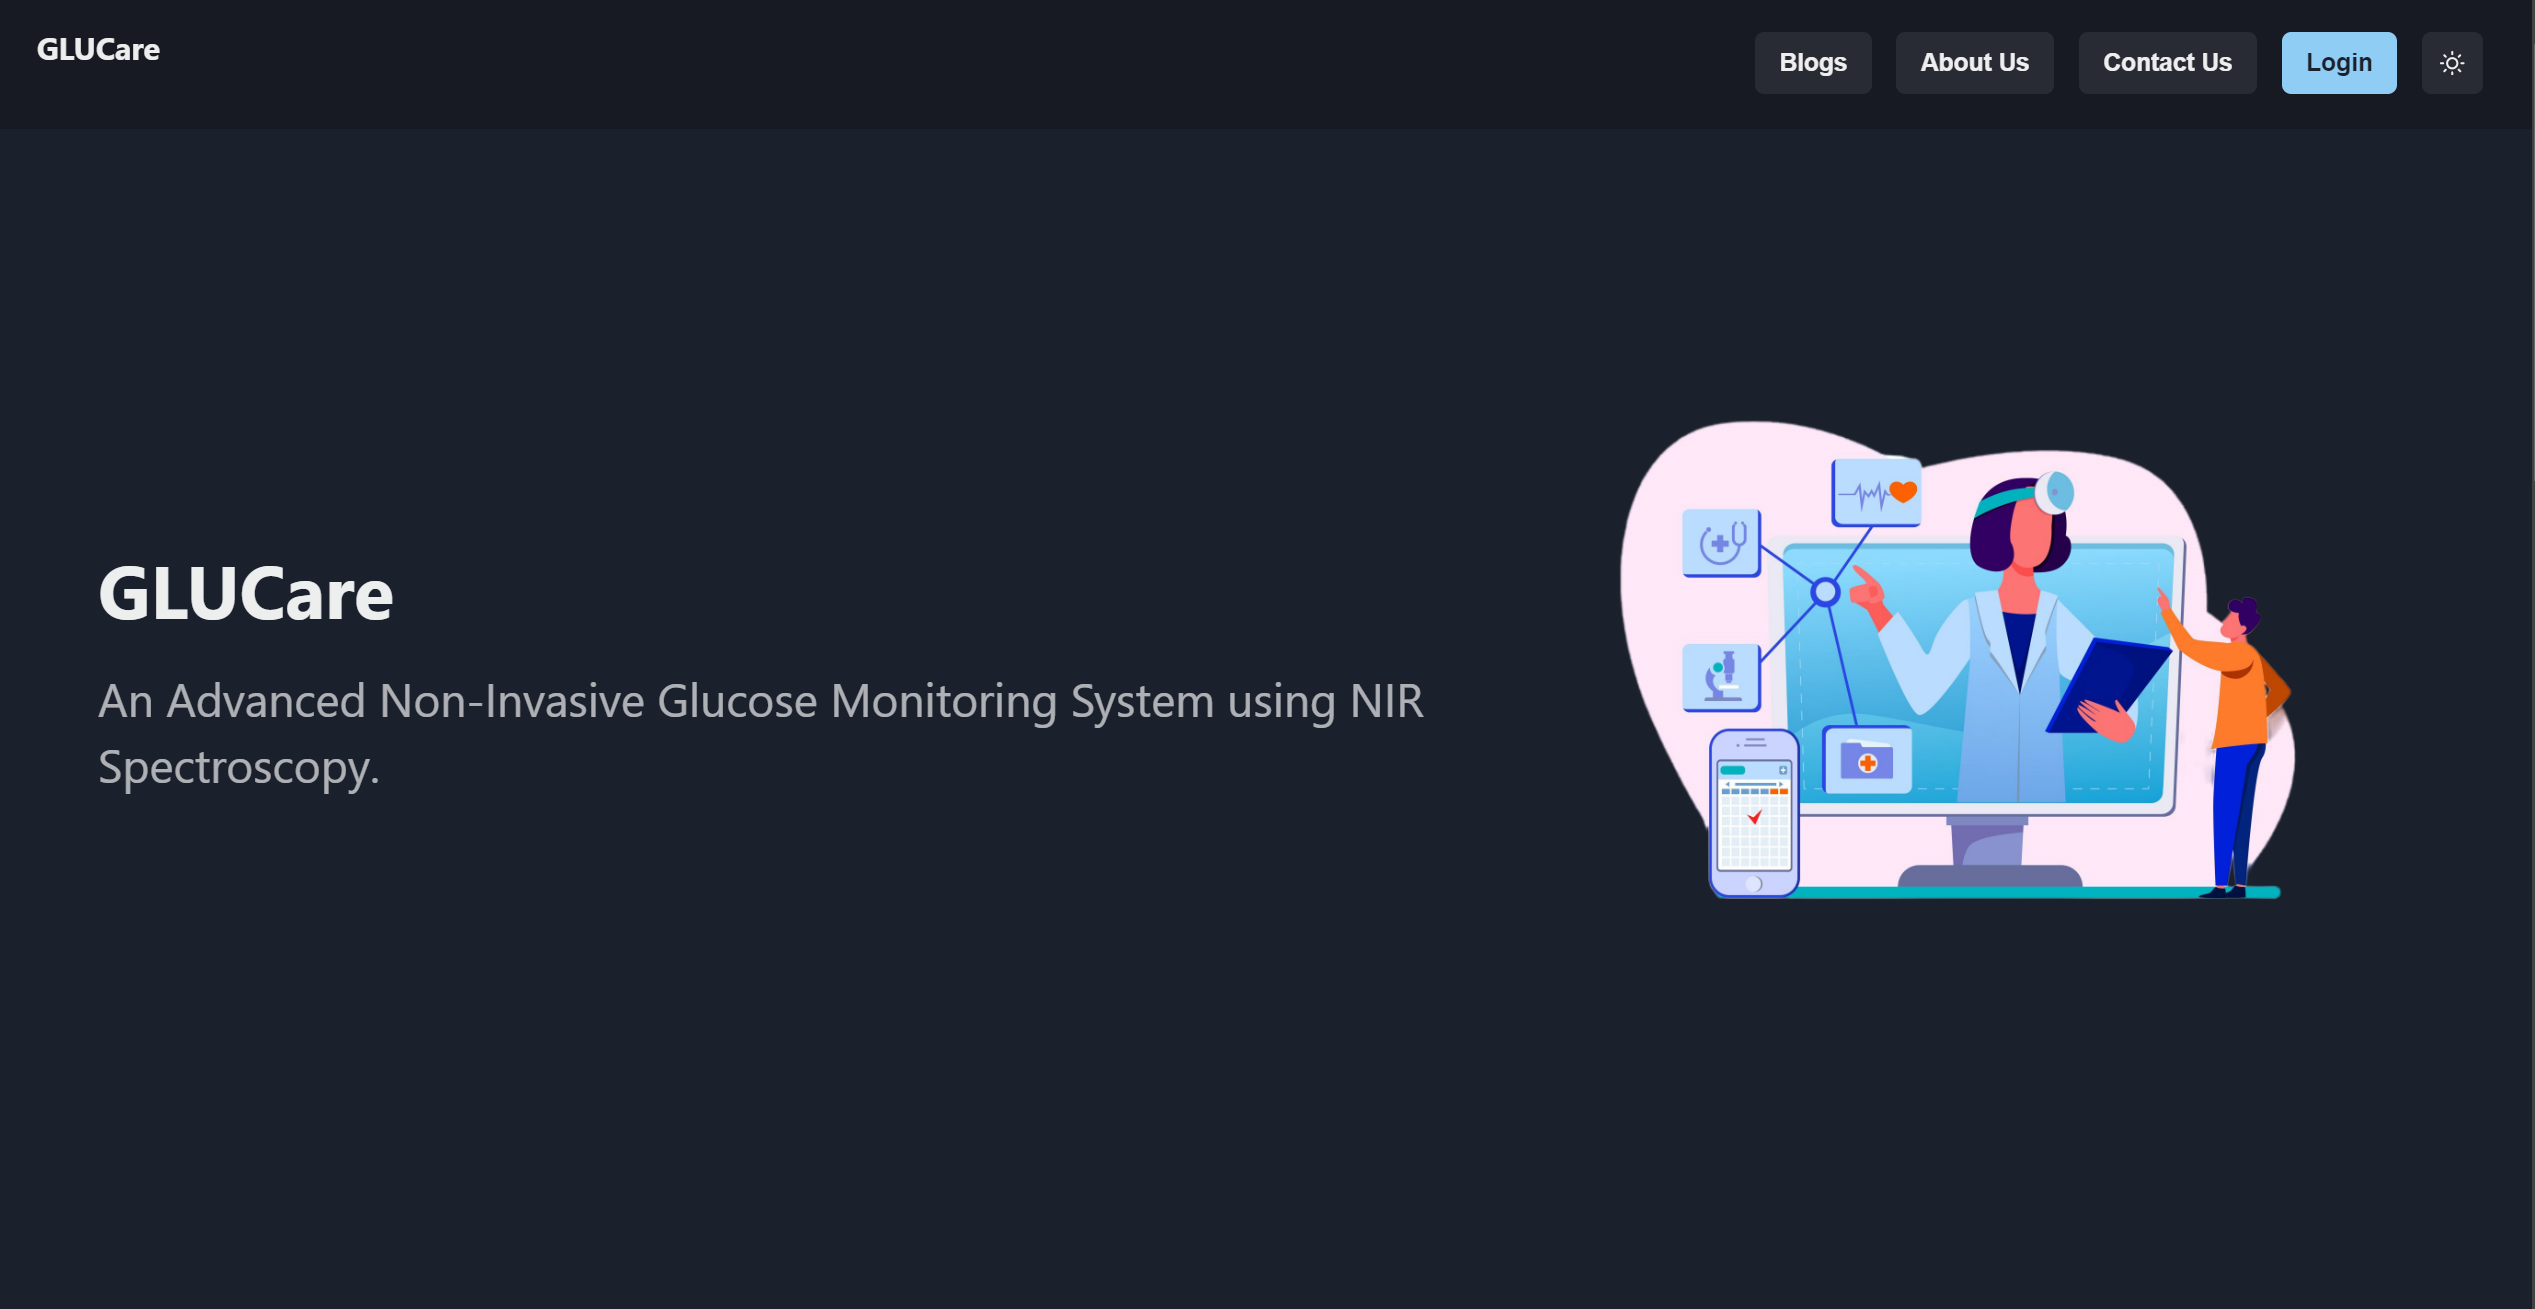 GLUCare
Blogs
About Us
Contact Us
Login
GLUCare
An Advanced Non-Invasive Glucose Monitoring System using NIR
Spectroscopy.